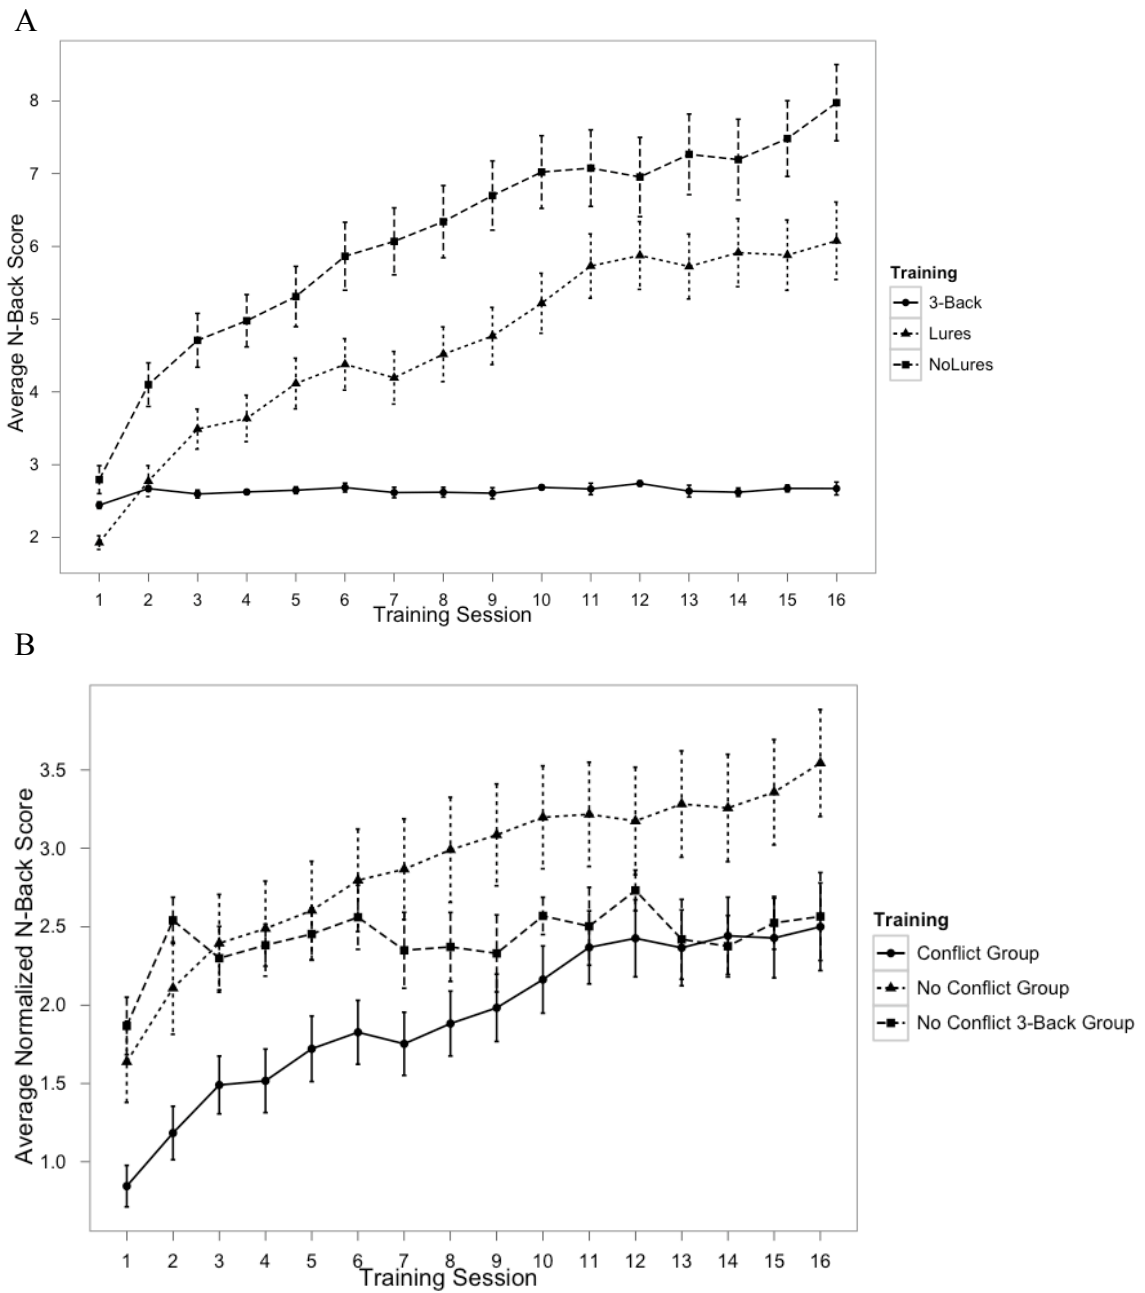 A
Average N-Back Score
8
7
6
5
4
3
2
1 2 3 4 5 6 7 8 9 10 11 12 13 14 15 16
Training Session
Training
3-Back
Lures
NoLures
B
Average Normalized N-Back Score
3.5
3.0
2.5
2.0
1.5
1.0
1 2 3 4 5 6 7 8 9 10 11 12 13 14 15 16
Training Session
Training
Conflict Group
No Conflict Group
No Conflict 3-Back Group